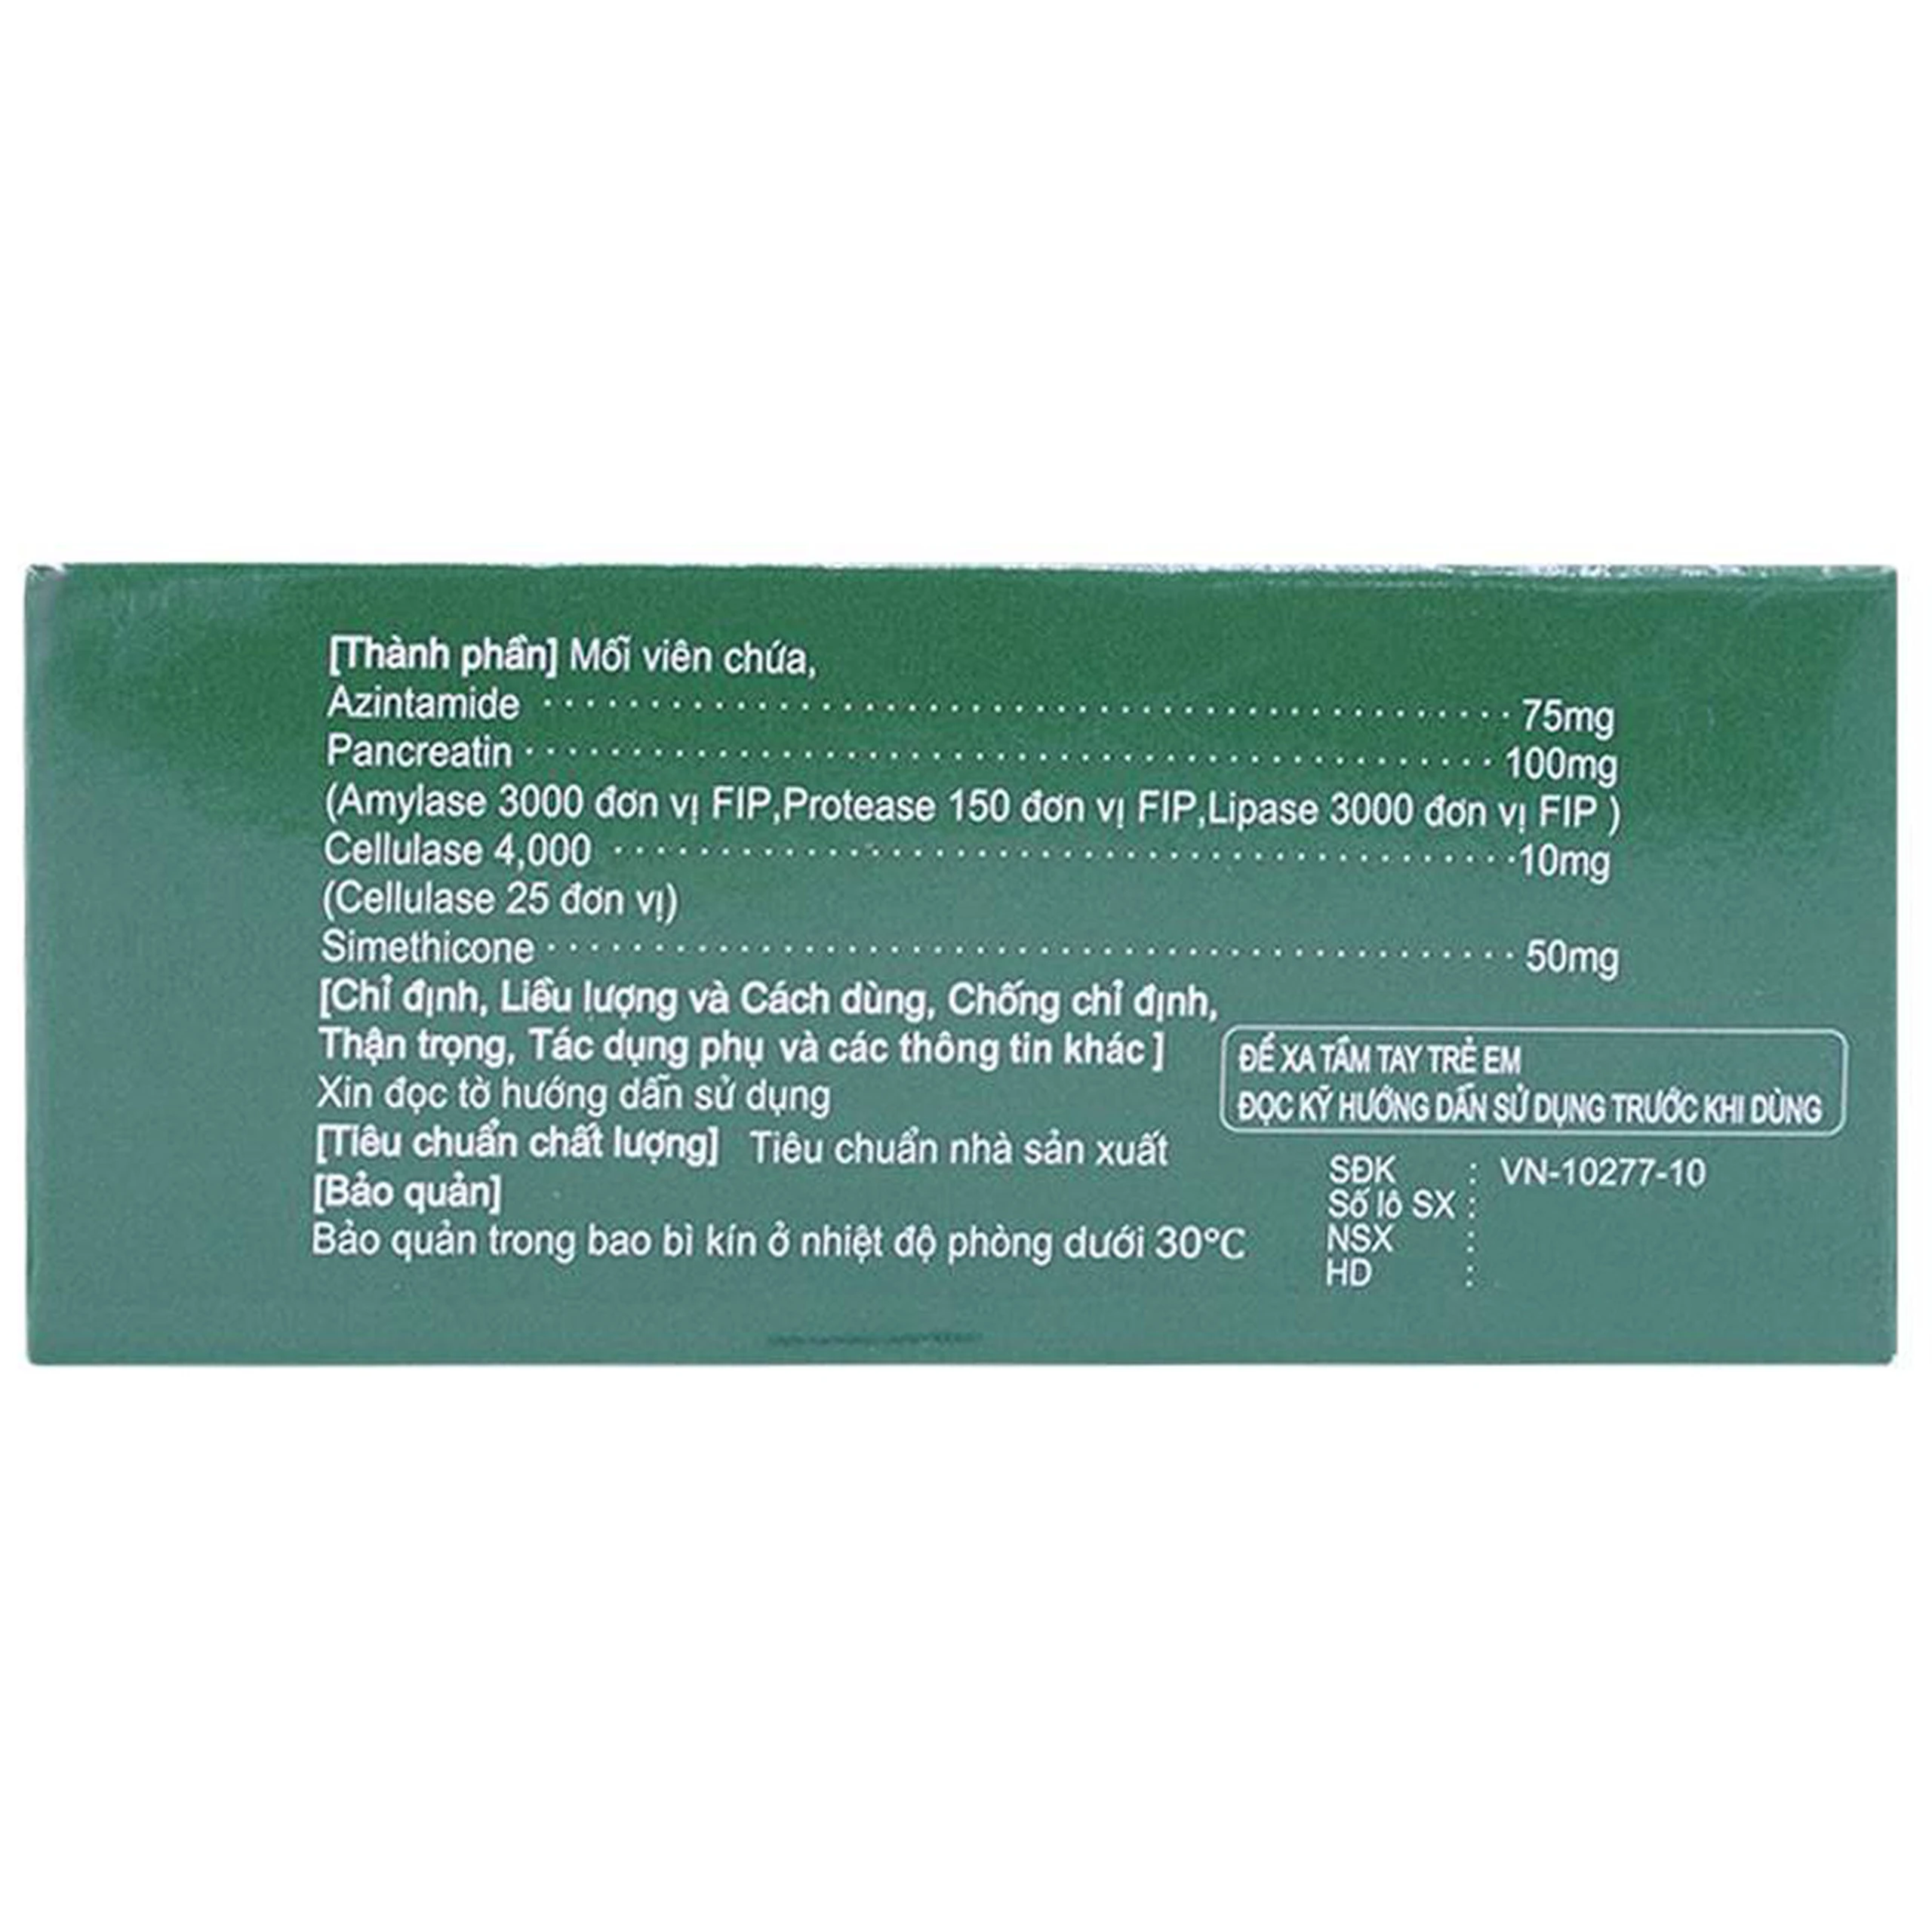 [Thành phần] Mỗi viên chứa,
Azintamide ........................................ 75mg
Pancreatin ........................................ 100mg
(Amylase 3000 đơn vị FIP,Protease 150 đơn vị FIP,Lipase 3000 đơn vị FIP )
Cellulase 4,000 ........................................ 10mg
(Cellulase 25 đơn vị)
Simethicone ........................................ 50mg
[Chỉ định, Liều lượng và Cách dùng, Chống chỉ định,
Thận trọng, Tác dụng phụ và các thông tin khác ]
Xin đọc tờ hướng dẫn sử dụng
[Tiêu chuẩn chất lượng] Tiêu chuẩn nhà sản xuất
[Bảo quản]
Bảo quản trong bao bì kín ở nhiệt độ phòng dưới 30°C
ĐỂ XA TẦM TAY TRẺ EM
ĐỌC KỸ HƯỚNG DẪN SỬ DỤNG TRƯỚC KHI DÙNG
SĐK : VN-10277-10
Số lô SX :
NSX :
HD :